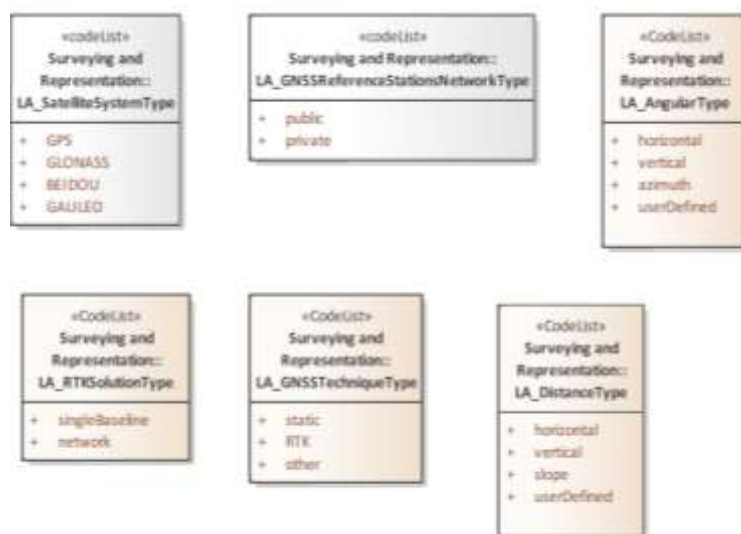 «codeList»
Surveying and
Representation::
LA_SatelliteSystemType
+ GPS
+ GLONASS
+ BEIDOU
+ GALILEO
«codeList»
Surveying and Representation::
LA_GNSSReferenceStationsNetworkType
+ public
+ private
«CodeList»
Surveying and
Representation::
LA_AngularType
+ horizontal
+ vertical
+ azimuth
+ userDefined
«CodeList»
Surveying and
Representation::
LA_RTKSolutionType
+ singleBaseline
+ network
«CodeList»
Surveying and
Representation::
LA_GNSSTechniqueType
+ static
+ RTK
+ other
«CodeList»
Surveying and
Representation::
LA_DistanceType
+ horizontal
+ vertical
+ slope
+ userDefined